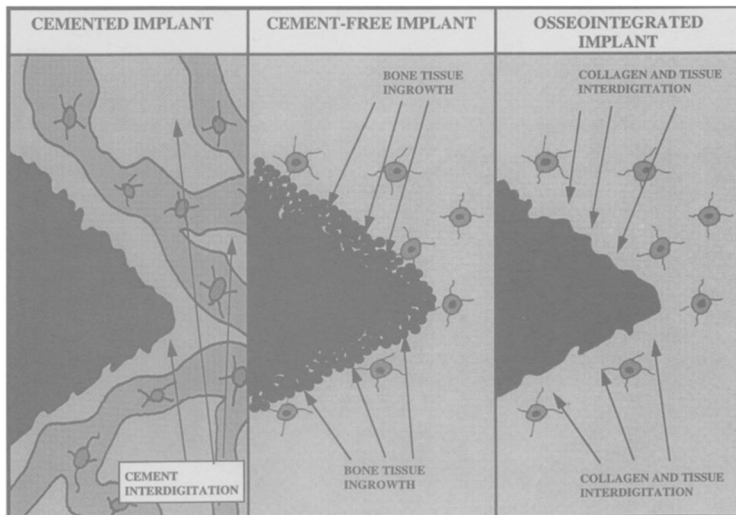 CEMENTED IMPLANT
CEMENT-FREE IMPLANT
OSSEOINTEGRATED
IMPLANT
CEMENT
INTERDIGITATION
BONE TISSUE
INGROWTH
BONE TISSUE
INGROWTH
COLLAGEN AND TISSUE
INTERDIGITATION
COLLAGEN AND TISSUE
INTERDIGITATION